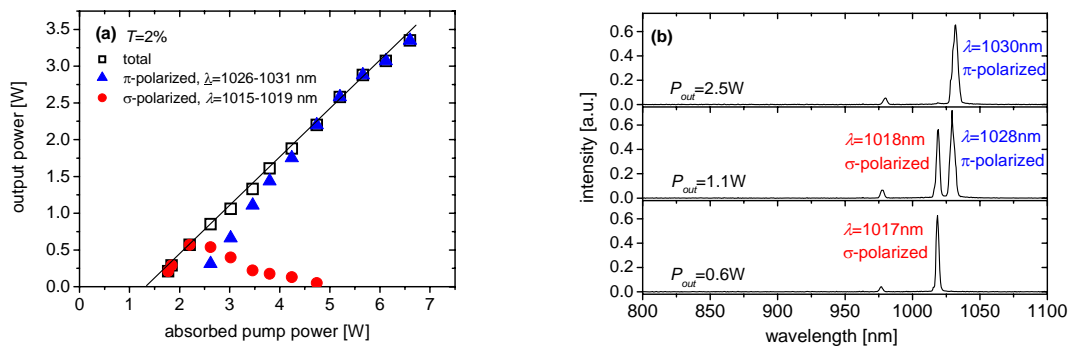 (a) T=2%
total
π-polarized, λ=1026-1031 nm
σ-polarized, λ=1015-1019 nm
output power [W]
3.5
3.0
2.5
2.0
1.5
1.0
0.5
0.0
0 1 2 3 4 5 6 7
absorbed pump power [W]
(b)
intensity [a.u.]
0.6
0.4
0.2
0.0
λ=1030nm
π-polarized
P_out=2.5W
0.6
0.4
0.2
0.0
λ=1018nm
σ-polarized
λ=1028nm
π-polarized
P_out=1.1W
0.6
0.4
0.2
0.0
λ=1017nm
σ-polarized
P_out=0.6W
800 850 900 950 1000 1050 1100
wavelength [nm]